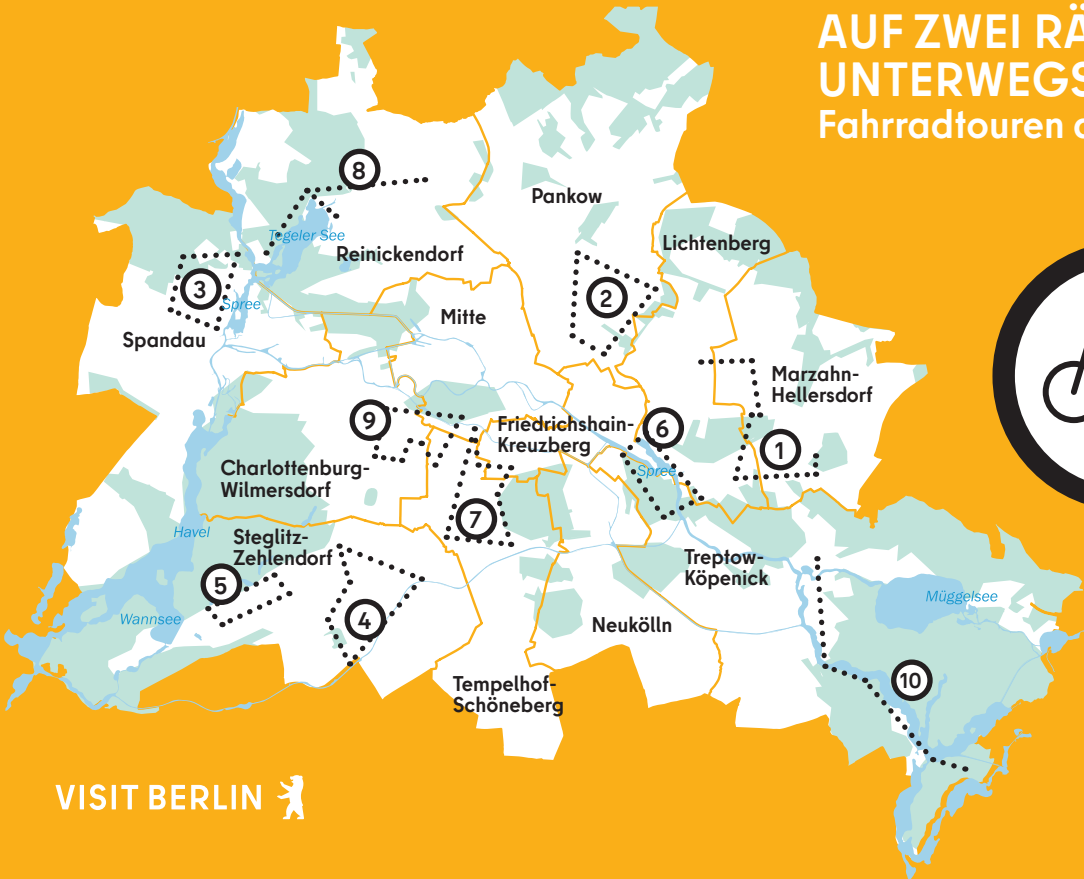 AUF ZWEI RÄ
UNTERWEGS
Fahrradtouren
8
Pankow
Tegeler See
Reinickendorf
Lichtenberg
3
Spree
2
Spandau
Mitte
Marzahn-
Hellersdorf
9
Friedrichshain-
Kreuzberg
6
1
Charlottenburg-
Wilmersdorf
Spree
7
Havel
Steglitz-
Zehlendorf
5
Treptow-
Köpenick
Wannsee
4
Müggelsee
Neukölln
10
Tempelhof-
Schöneberg
VISIT BERLIN